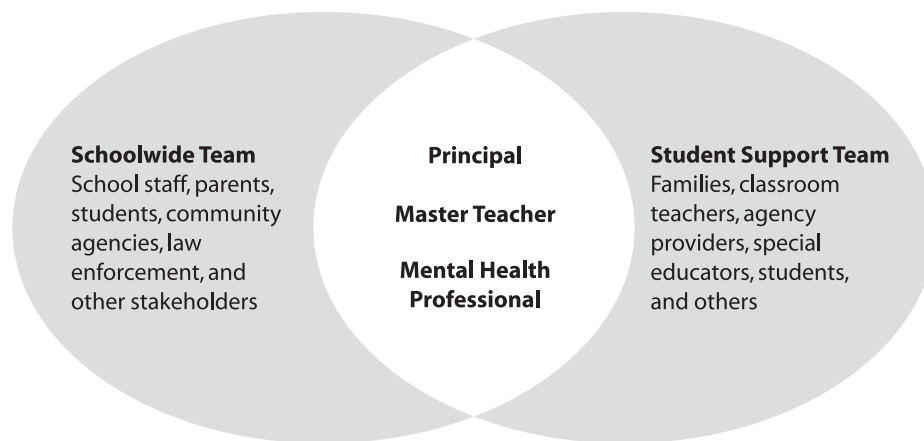 Schoolwide Team
School staff, parents,
students, community
agencies, law
enforcement, and
other stakeholders
Principal
Master Teacher
Mental Health
Professional
Student Support Team
Families, classroom
teachers, agency
providers, special
educators, students,
and others